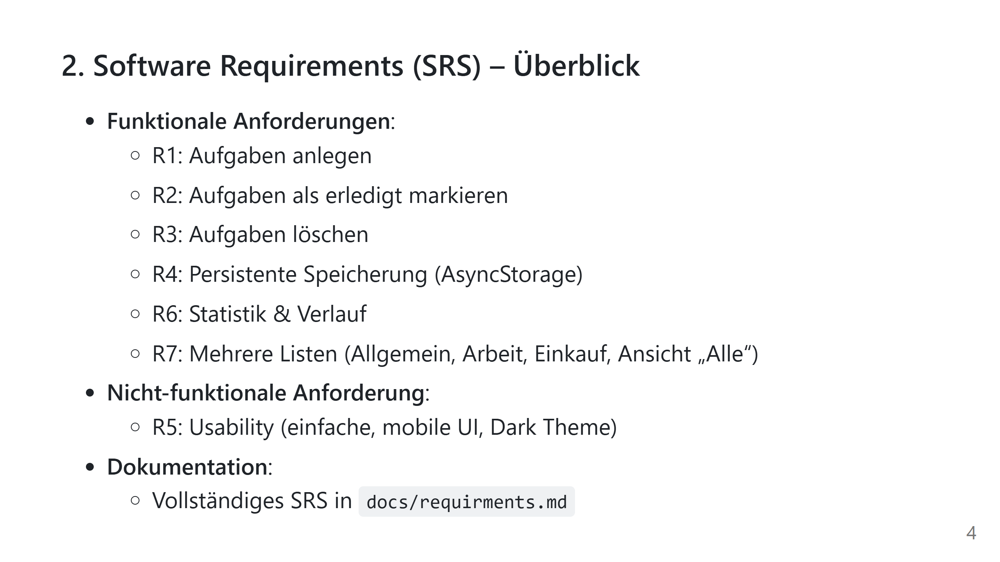 2. Software Requirements (SRS) – Überblick
• Funktionale Anforderungen:
○ R1: Aufgaben anlegen
○ R2: Aufgaben als erledigt markieren
○ R3: Aufgaben löschen
○ R4: Persistente Speicherung (AsyncStorage)
○ R6: Statistik & Verlauf
○ R7: Mehrere Listen (Allgemein, Arbeit, Einkauf, Ansicht „Alle“)
• Nicht-funktionale Anforderung:
○ R5: Usability (einfache, mobile UI, Dark Theme)
• Dokumentation:
○ Vollständiges SRS in docs/requirments.md
4